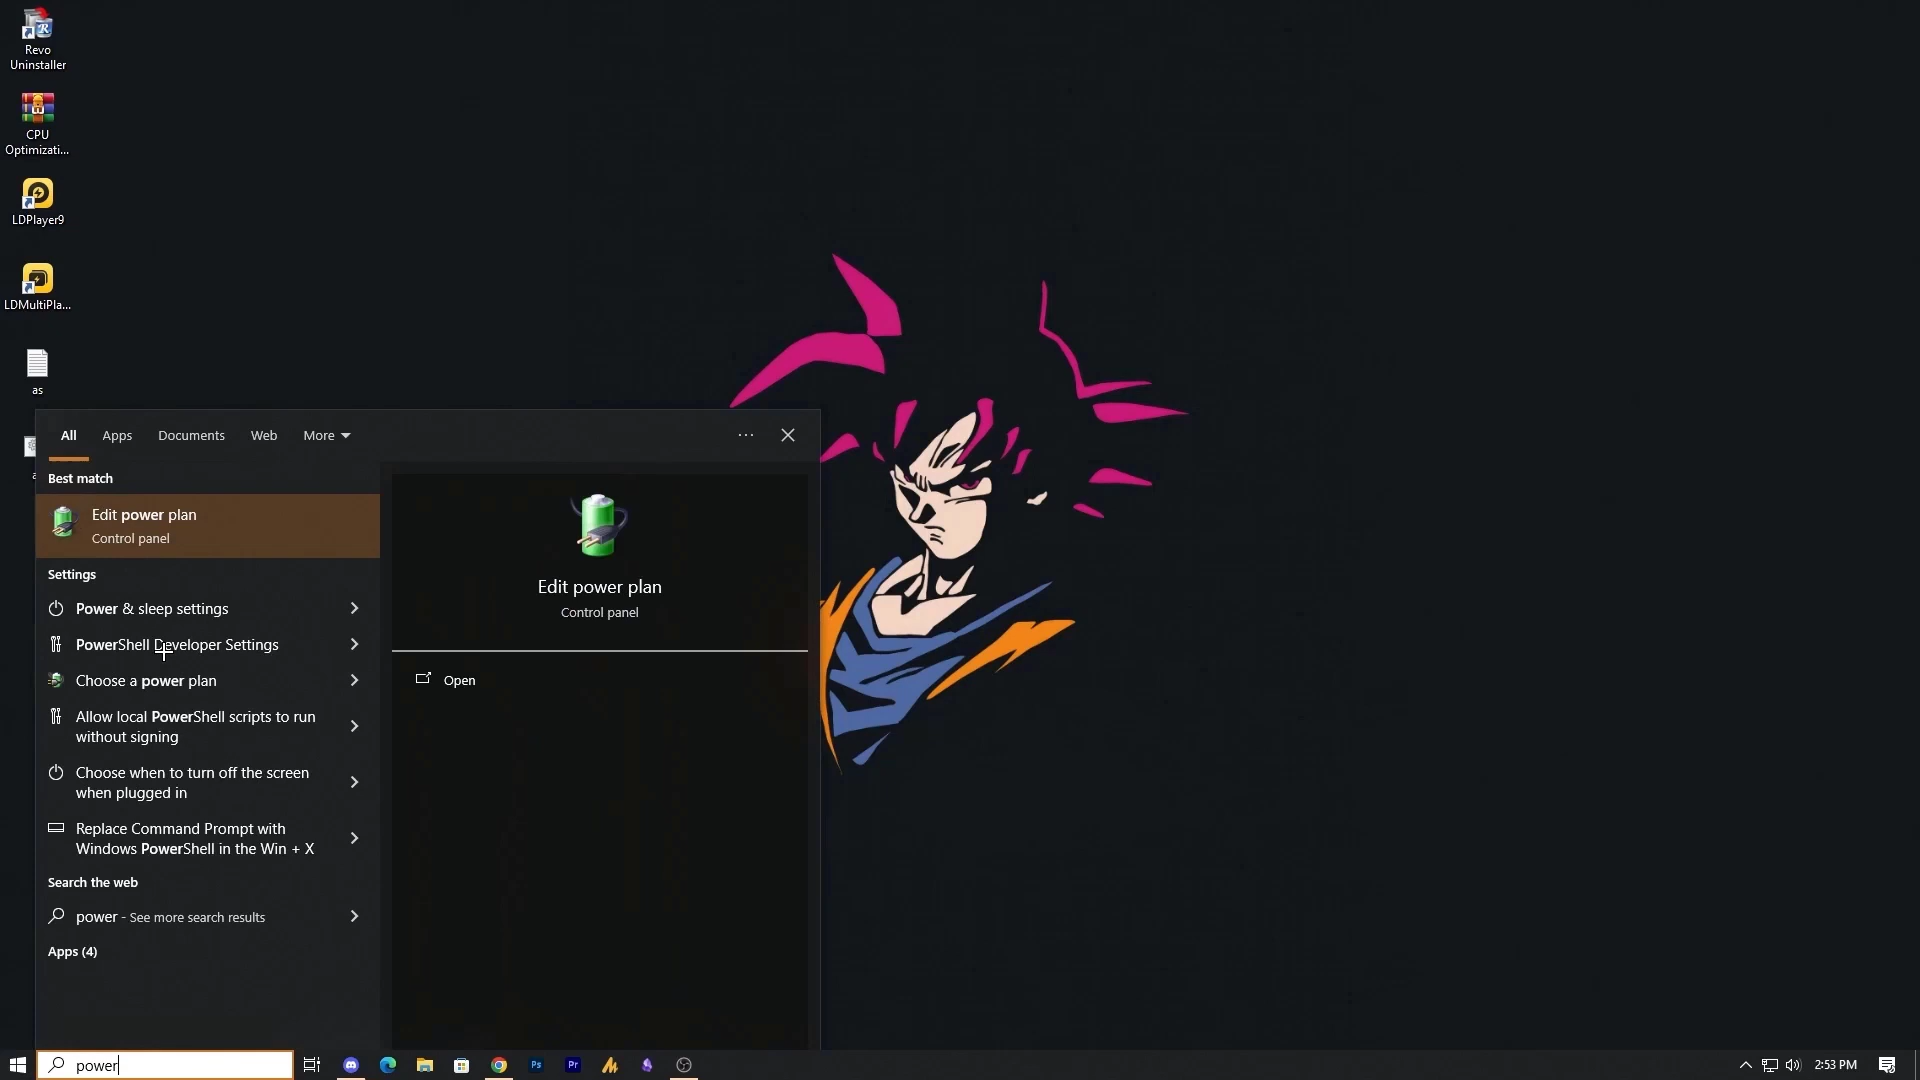 Revo
Uninstaller
CPU
Optimizati...
LDPlayer9
LDMultiPla...
as
All
Apps
Documents
Web
More
Best match
Edit power plan
Control panel
Settings
Power & sleep settings
PowerShell Developer Settings
Choose a power plan
Allow local PowerShell scripts to run
without signing
Choose when to turn off the screen
when plugged in
Replace Command Prompt with
Windows PowerShell in the Win + X
Search the web
power - See more search results
Apps (4)
Edit power plan
Control panel
Open
power
Ps
Pr
2:53 PM